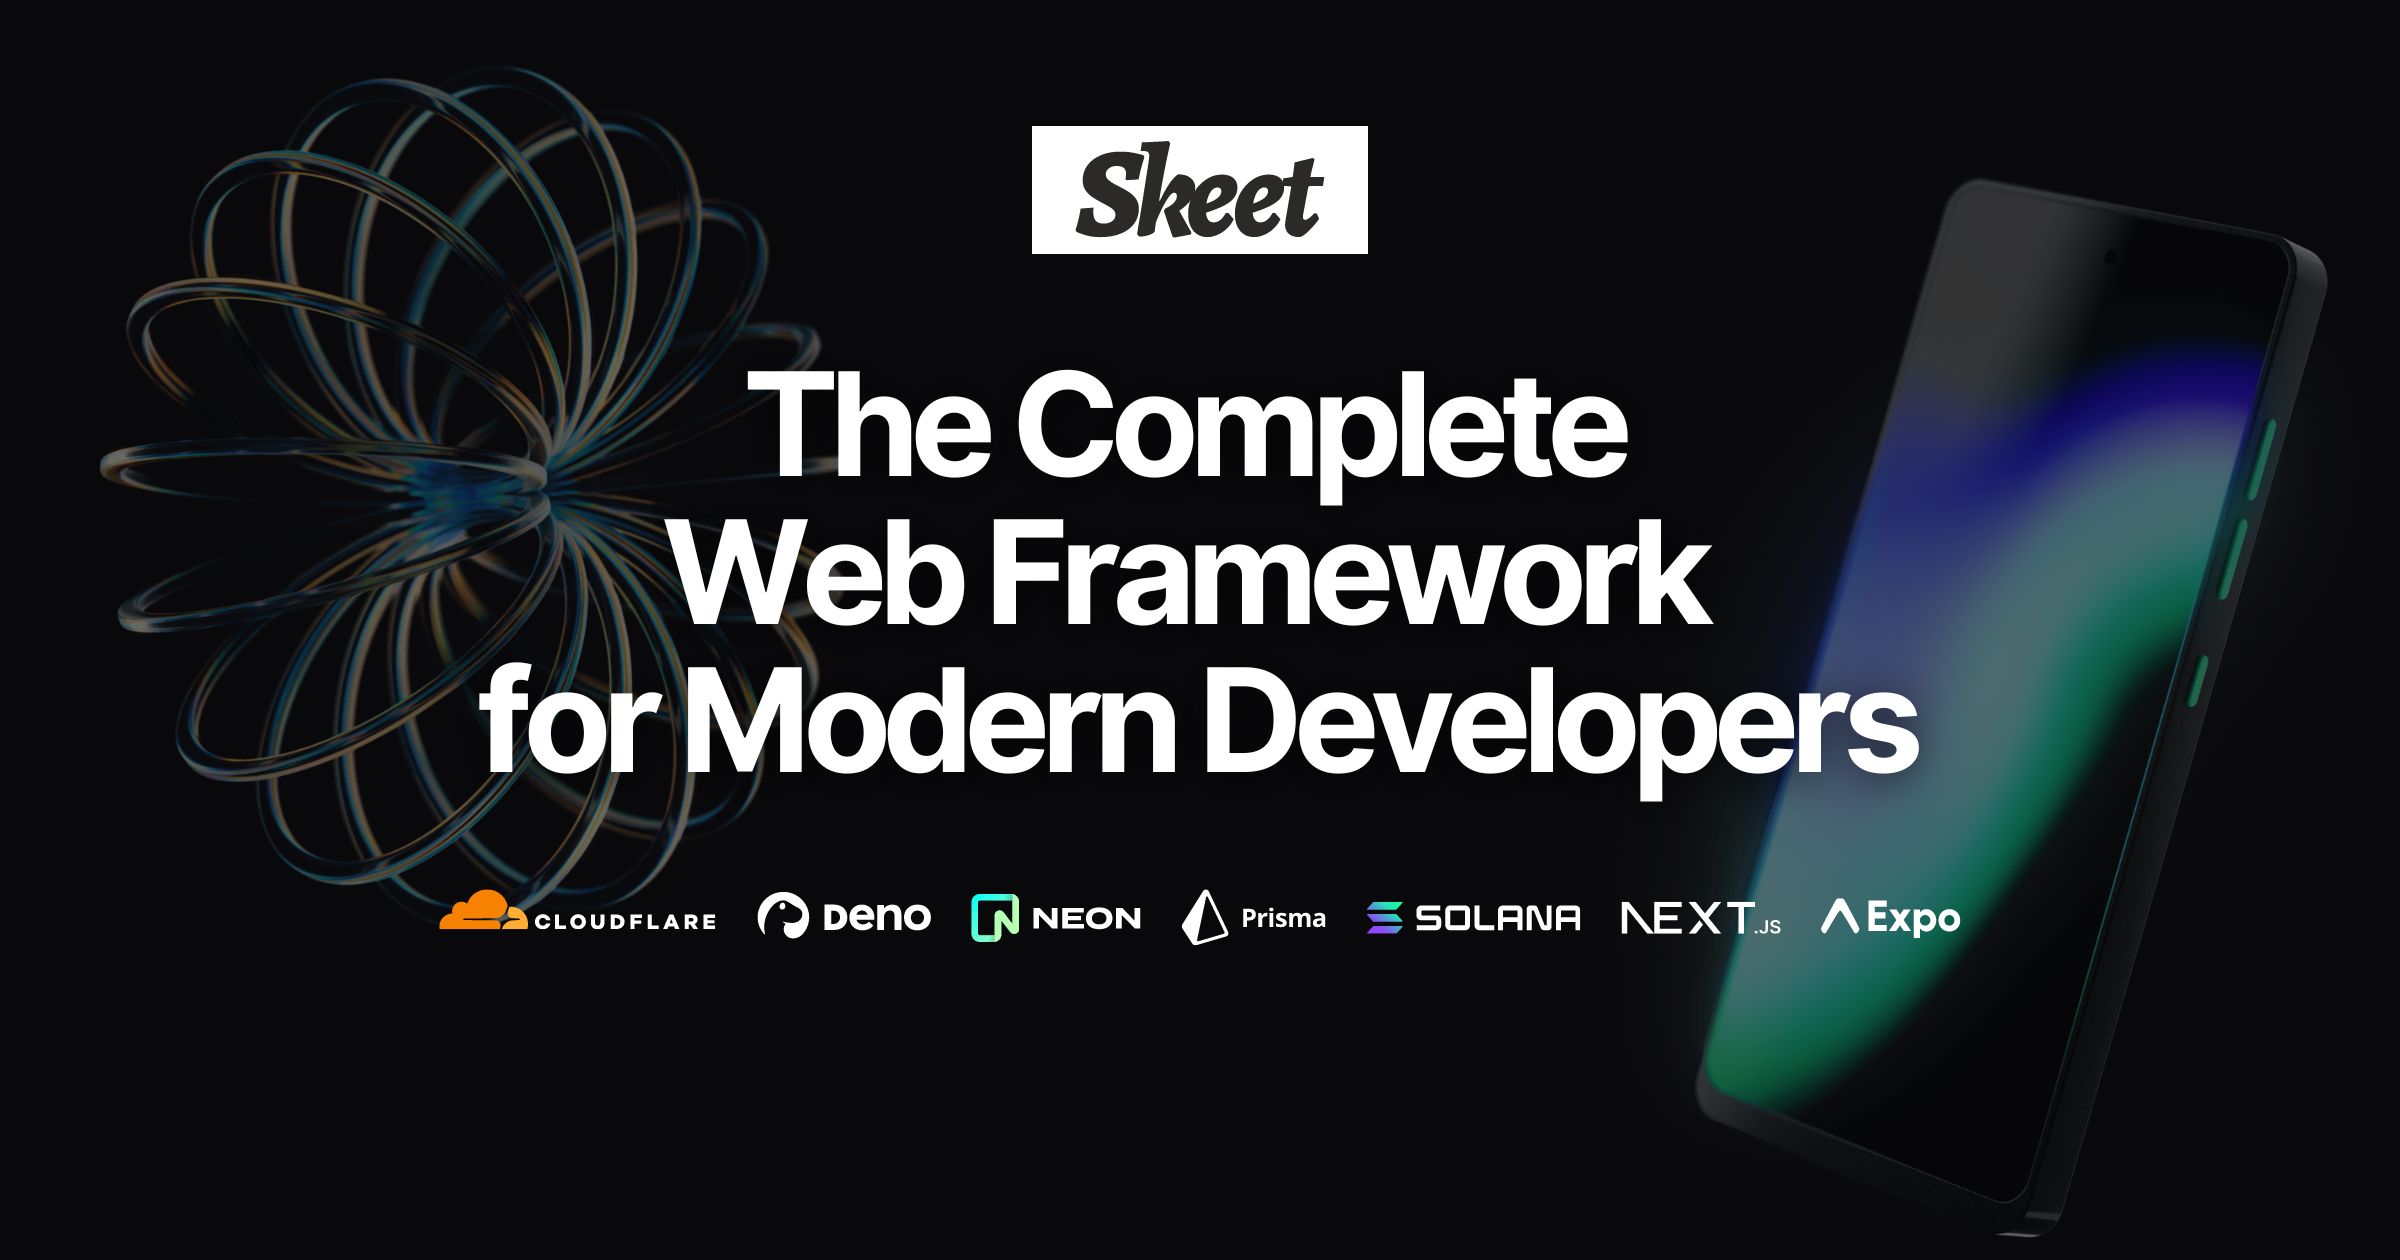 Skeet
The Complete
Web Framework
for Modern Developers
CLOUDFLARE Deno NEON Prisma SOLANA NEXT.JS Expo